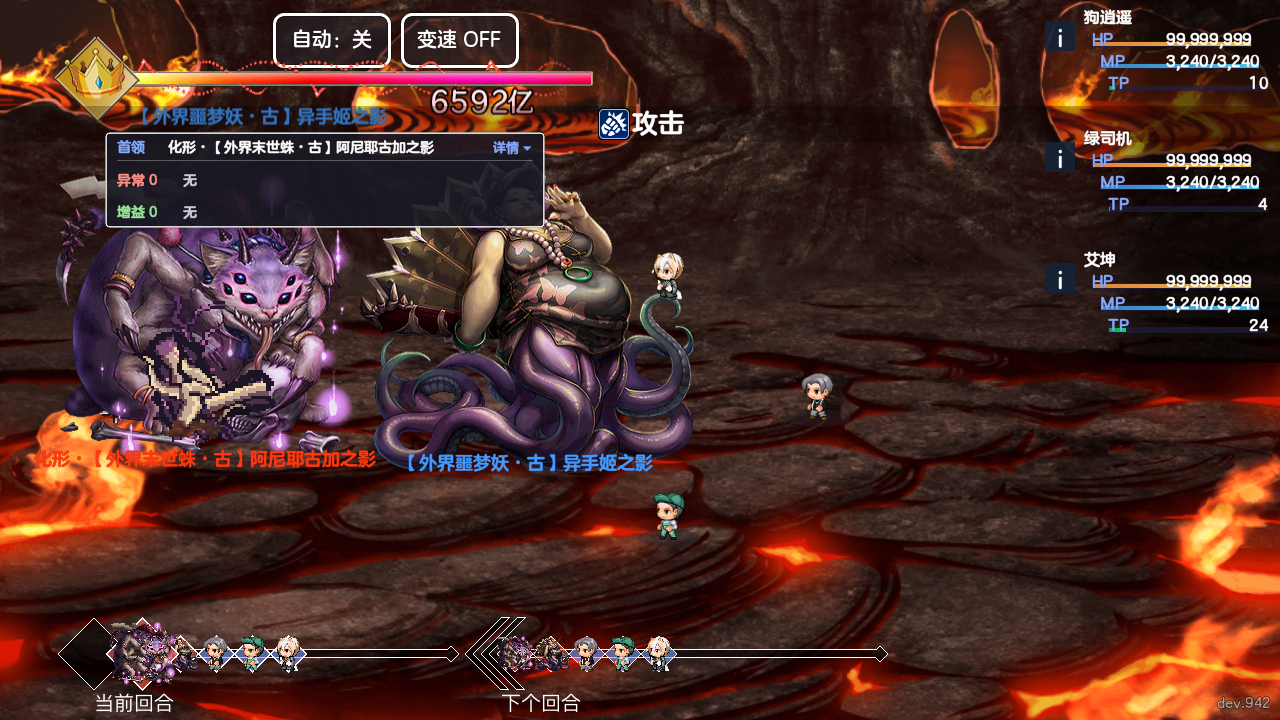 自动：关
变速 OFF
6592亿
【外界噩梦妖·古】异手姬之影
首领 化形·【外界末世蛛·古】阿尼耶古加之影 详情
异常 0 无
增益 0 无
攻击
狗逍遥
HP 99,999,999
MP 3,240/3,240
TP 10
绿司机
HP 99,999,999
MP 3,240/3,240
TP 4
艾坤
HP 99,999,999
MP 3,240/3,240
TP 24
化形·【外界末世蛛·古】阿尼耶古加之影
【外界噩梦妖·古】异手姬之影
当前回合
下个回合
dev.942